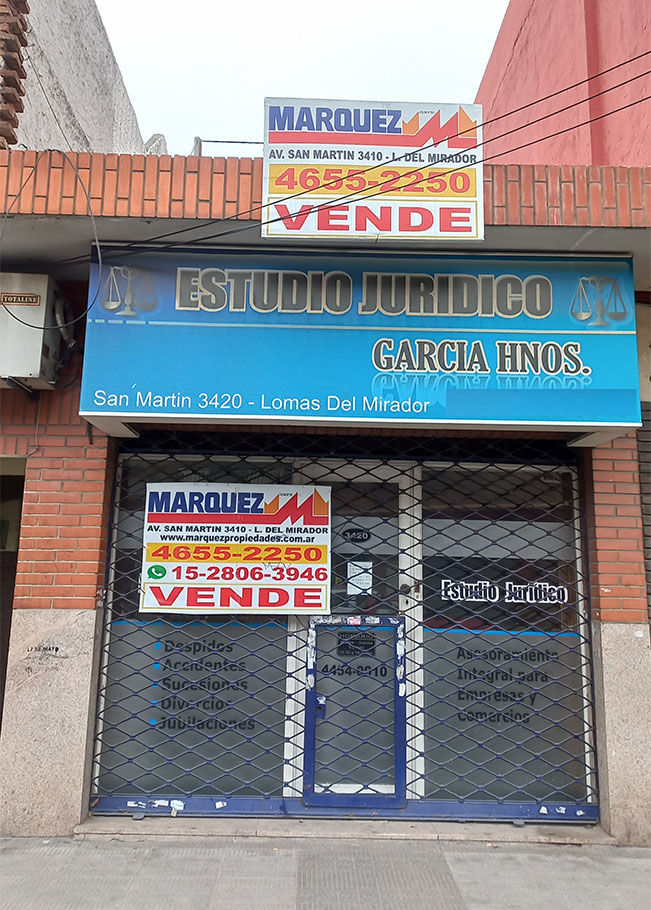 MARQUEZ
AV. SAN MARTIN 3410 - L. DEL MIRADOR
4655-2250
VENDE
TOTALINE
ESTUDIO JURIDICO
GARCIA HNOS.
San Martin 3420 - Lomas Del Mirador
MARQUEZ
AV. SAN MARTIN 3410 - L. DEL MIRADOR
www.marquezpropiedades.com.ar
4655-2250
15-2806-3946
VENDE
3420
Estudio Jurídico
HORARIO
4454-0010
Despidos
Accidentes
Sucesiones
Divorcios
Jubilaciones
Asesoramiento
Integral para
Empresas y
Comercios